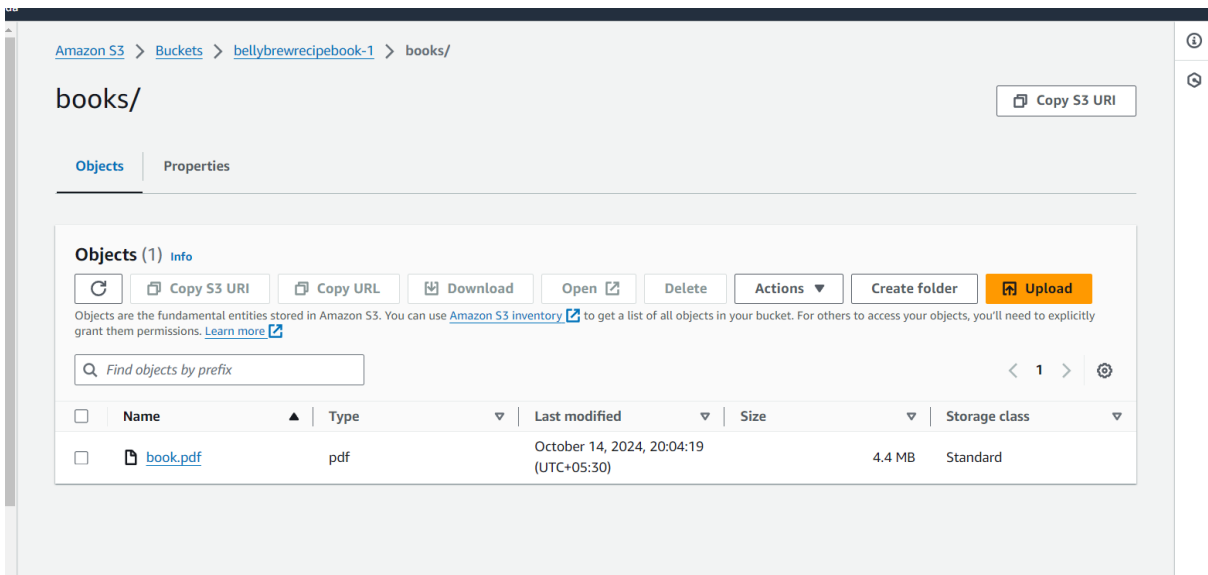 Amazon S3 > Buckets > bellybrewrecipebook-1 > books/
books/
Copy S3 URI
Objects Properties
Objects (1) Info
Copy S3 URI Copy URL Download Open Delete Actions Create folder Upload
Objects are the fundamental entities stored in Amazon S3. You can use Amazon S3 inventory to get a list of all objects in your bucket. For others to access your objects, you'll need to explicitly
grant them permissions. Learn more
Find objects by prefix
1
Name Type Last modified Size Storage class
book.pdf pdf October 14, 2024, 20:04:19 4.4 MB Standard
(UTC+05:30)